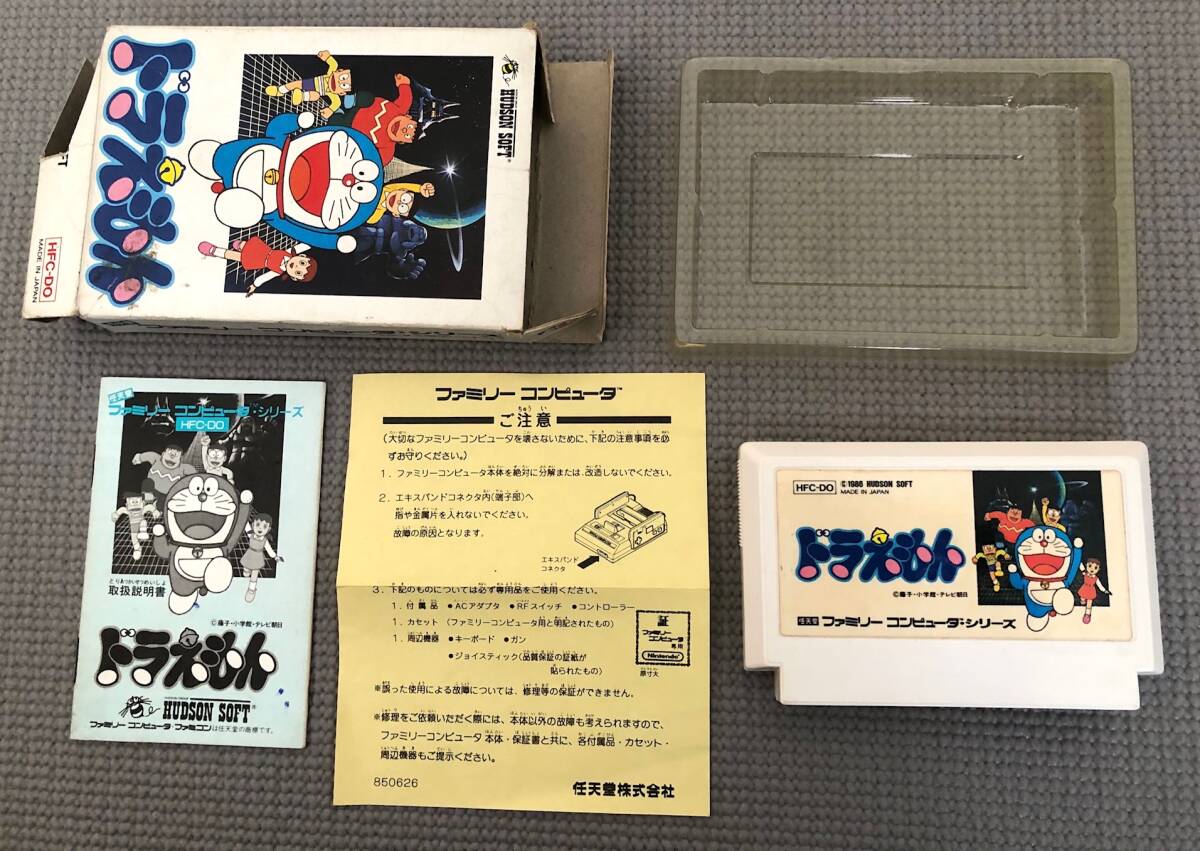 ドラえもん
HUDSON SOFT
HFC-DO
MADE IN JAPAN
任天堂
ファミリー コンピュータ・シリーズ
HFC-DO
とりあつかいせつめいしょ
取扱説明書
©藤子・小学館・テレビ朝日
ドラえもん
HUDSON SOFT®
ファミリーコンピュータ・ファミコンは任天堂の商標です。
ファミリー コンピュータ™
ご注意
(大切なファミリーコンピュータを壊さないために、下記の注意事項を必
ずお守りください。)
1. ファミリーコンピュータ本体を絶対に分解または、改造しないでください。
2. エキスパンドコネクタ内(端子部)へ
指や金属片を入れないでください。
故障の原因となります。
エキスパンド
コネクタ
3. 下記のものについては必ず専用品をご使用ください。
1. 付属品 ●ACアダプタ ●RFスイッチ ●コントローラー
1. カセット (ファミリーコンピュータ用と明記されたもの)
1. 周辺機器 ●キーボード ●ガン
●ジョイスティック(品質保証の証紙が
貼られたもの)
証
ファミリー
コンピュータ
専用
Nintendo
原寸大
※誤った使用による故障については、修理等の保証ができません。
※修理をご依頼いただく際には、本体以外の故障も考えられますので、
ファミリーコンピュータ本体・保証書と共に、各付属品・カセット・
周辺機器もご提示ください。
850626
任天堂株式会社
HFC-DO
©1986 HUDSON SOFT
MADE IN JAPAN
ドラえもん
©藤子・小学館・テレビ朝日
任天堂 ファミリー コンピュータ・シリーズ